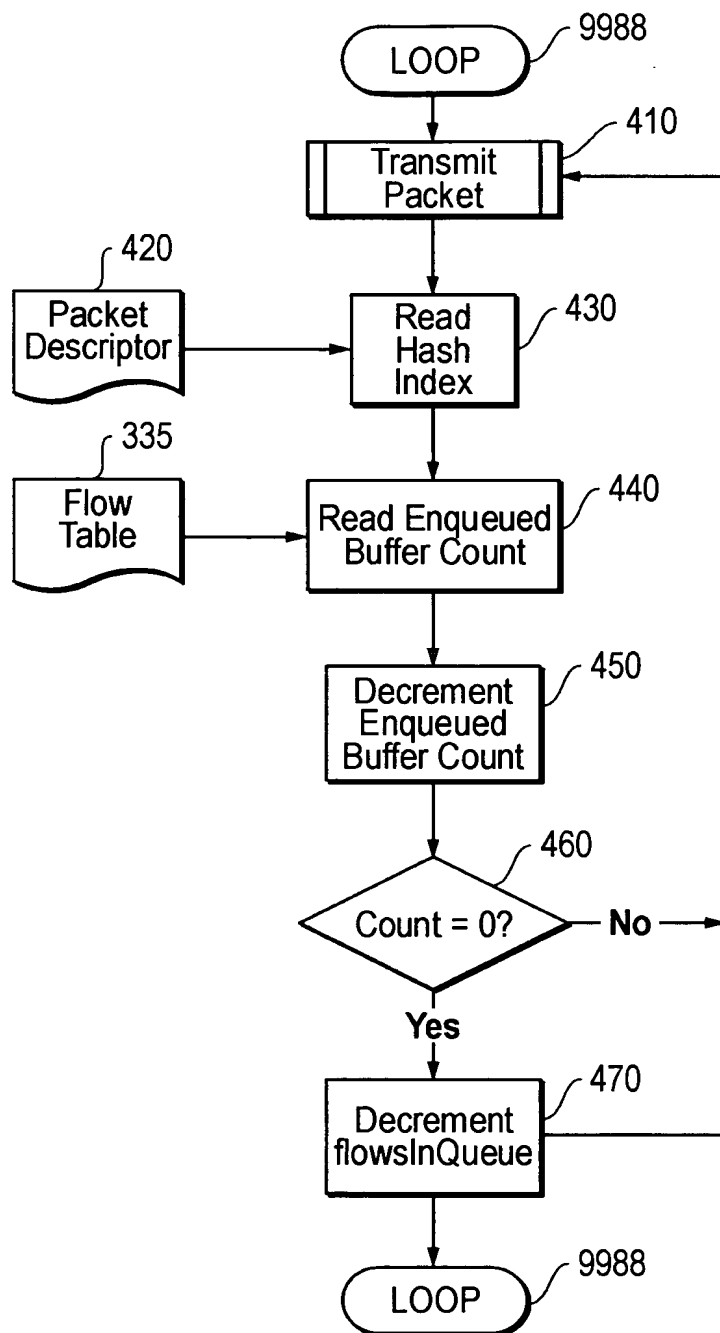 9988
LOOP
410
Transmit
Packet
420
Packet
Descriptor
430
Read
Hash
Index
335
Flow
Table
440
Read Enqueued
Buffer Count
450
Decrement
Enqueued
Buffer Count
460
Count = 0?
No
Yes
470
Decrement
flowsInQueue
9988
LOOP